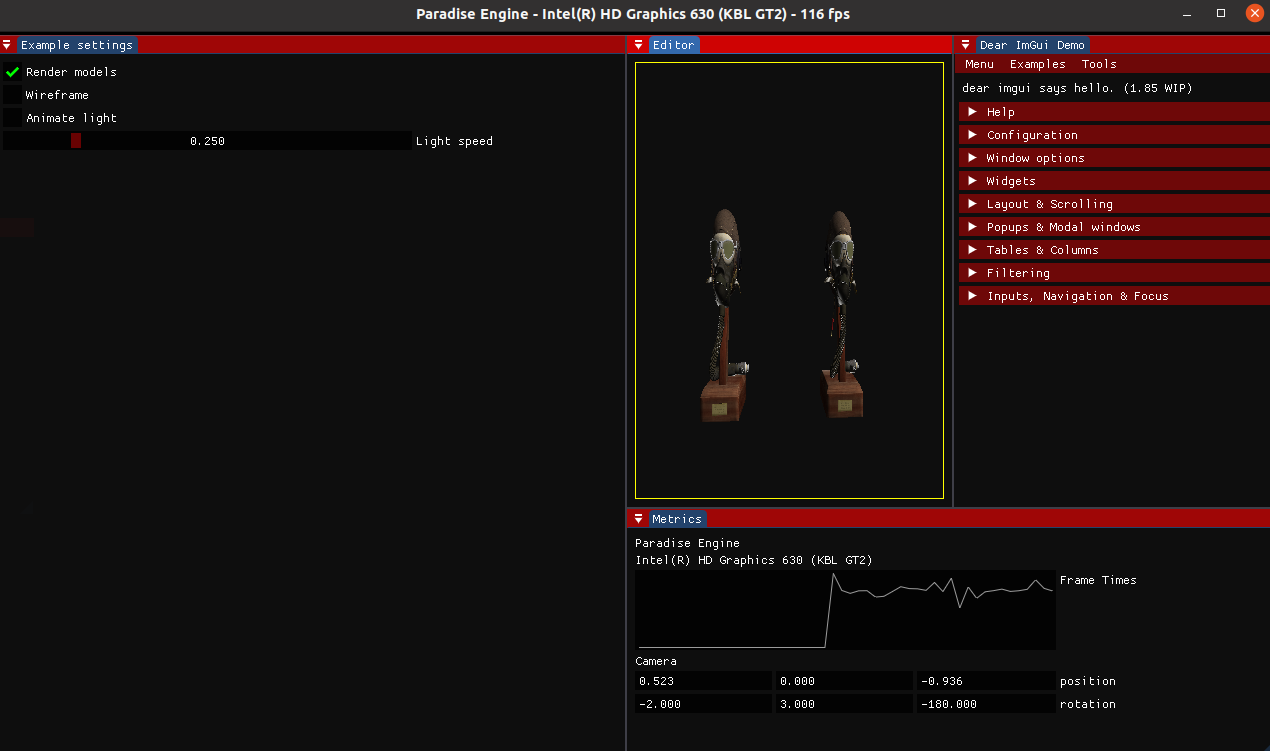 Paradise Engine - Intel(R) HD Graphics 630 (KBL GT2) - 116 fps
Example settings
Render models
Wireframe
Animate light
0.250 Light speed
Editor
Dear ImGui Demo
Menu Examples Tools
dear imgui says hello. (1.85 WIP)
Help
Configuration
Window options
Widgets
Layout & Scrolling
Popups & Modal windows
Tables & Columns
Filtering
Inputs, Navigation & Focus
Metrics
Paradise Engine
Intel(R) HD Graphics 630 (KBL GT2)
Frame Times
Camera
0.523 0.000 -0.936 position
-2.000 3.000 -180.000 rotation